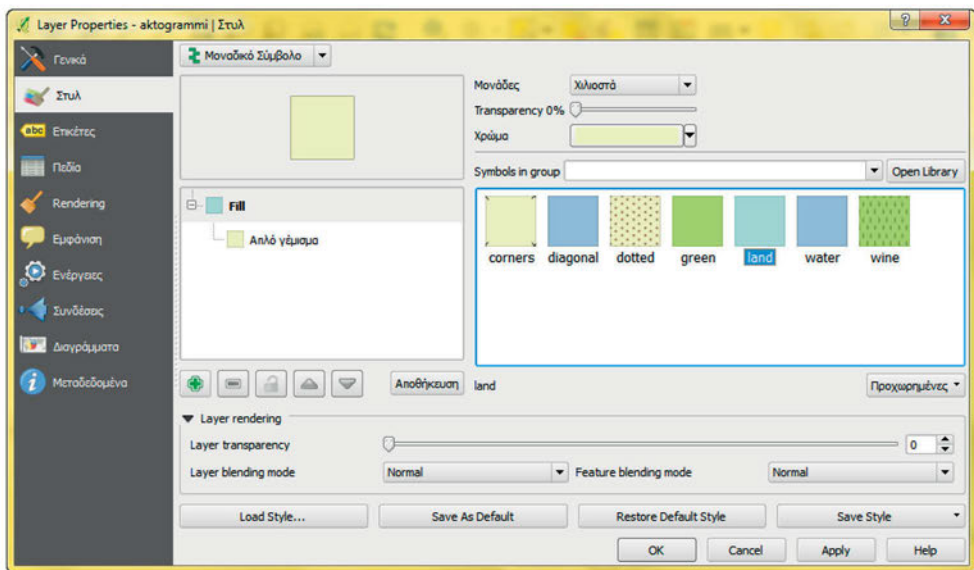 Layer Properties - aktogrammi | Στυλ
Γενικά
Στυλ
abc Ετικέτες
Πεδία
Rendering
Εμφάνιση
Ενέργειες
Συνδέσεις
Διαγράμματα
Μεταδεδομένα
Μοναδικό Σύμβολο
Μονάδες Χιλιοστά
Transparency 0%
Χρώμα
Symbols in group Open Library
Fill
Απλό γέμισμα
corners diagonal dotted green land water wine
Αποθήκευση land Προχωρημένες
Layer rendering
Layer transparency 0
Layer blending mode Normal Feature blending mode Normal
Load Style... Save As Default Restore Default Style Save Style
OK Cancel Apply Help